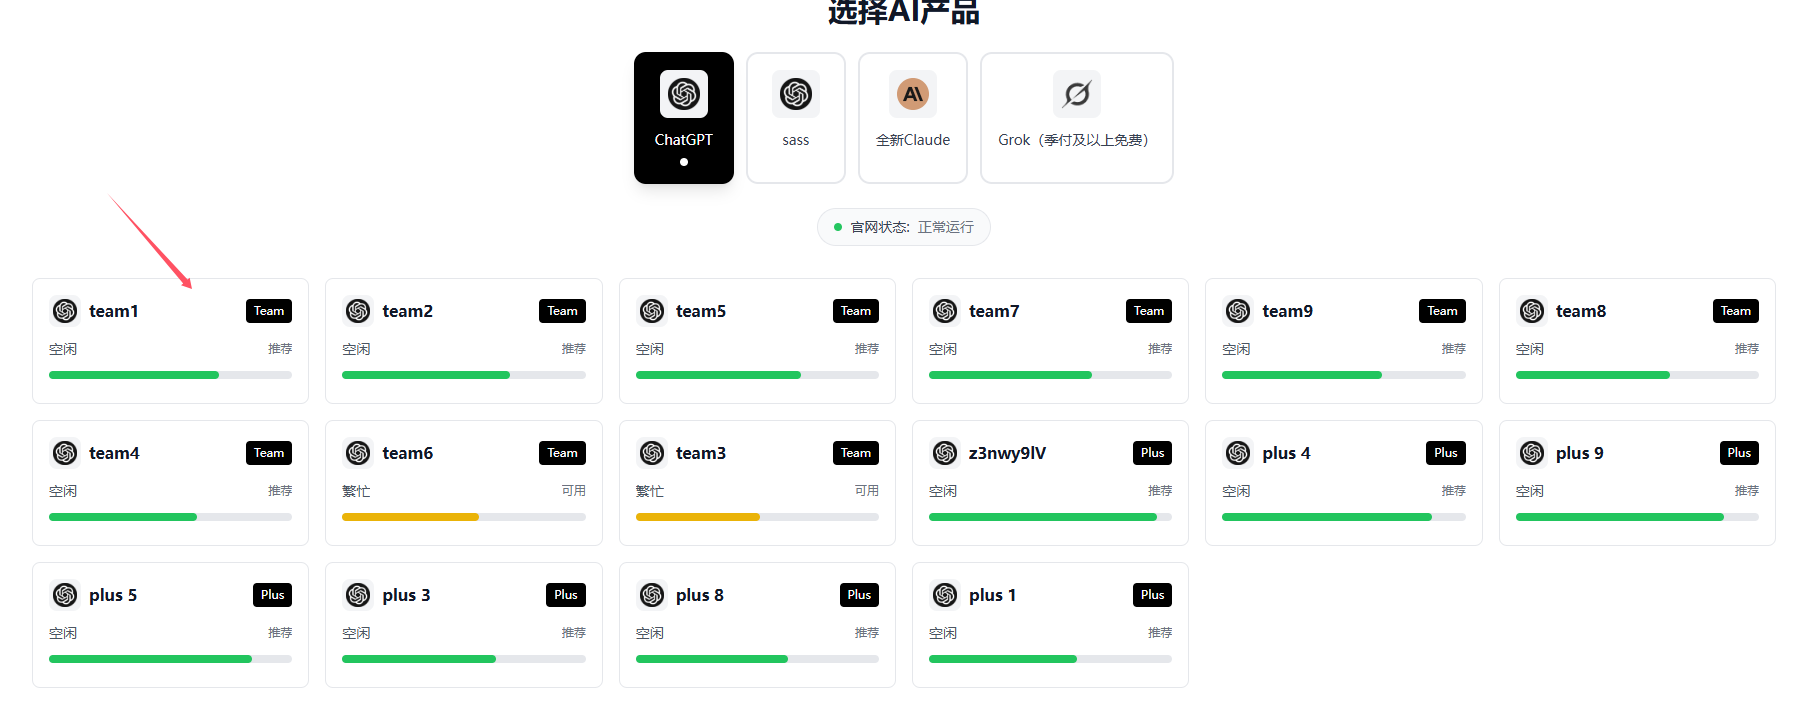 选择AI产品
ChatGPT
sass
全新Claude
Grok（季付及以上免费）
官网状态: 正常运行
team1 Team
空闲 推荐
team2 Team
空闲 推荐
team5 Team
空闲 推荐
team7 Team
空闲 推荐
team9 Team
空闲 推荐
team8 Team
空闲 推荐
team4 Team
空闲 推荐
team6 Team
繁忙 可用
team3 Team
繁忙 可用
z3nwy9lV Plus
空闲 推荐
plus 4 Plus
空闲 推荐
plus 9 Plus
空闲 推荐
plus 5 Plus
空闲 推荐
plus 3 Plus
空闲 推荐
plus 8 Plus
空闲 推荐
plus 1 Plus
空闲 推荐